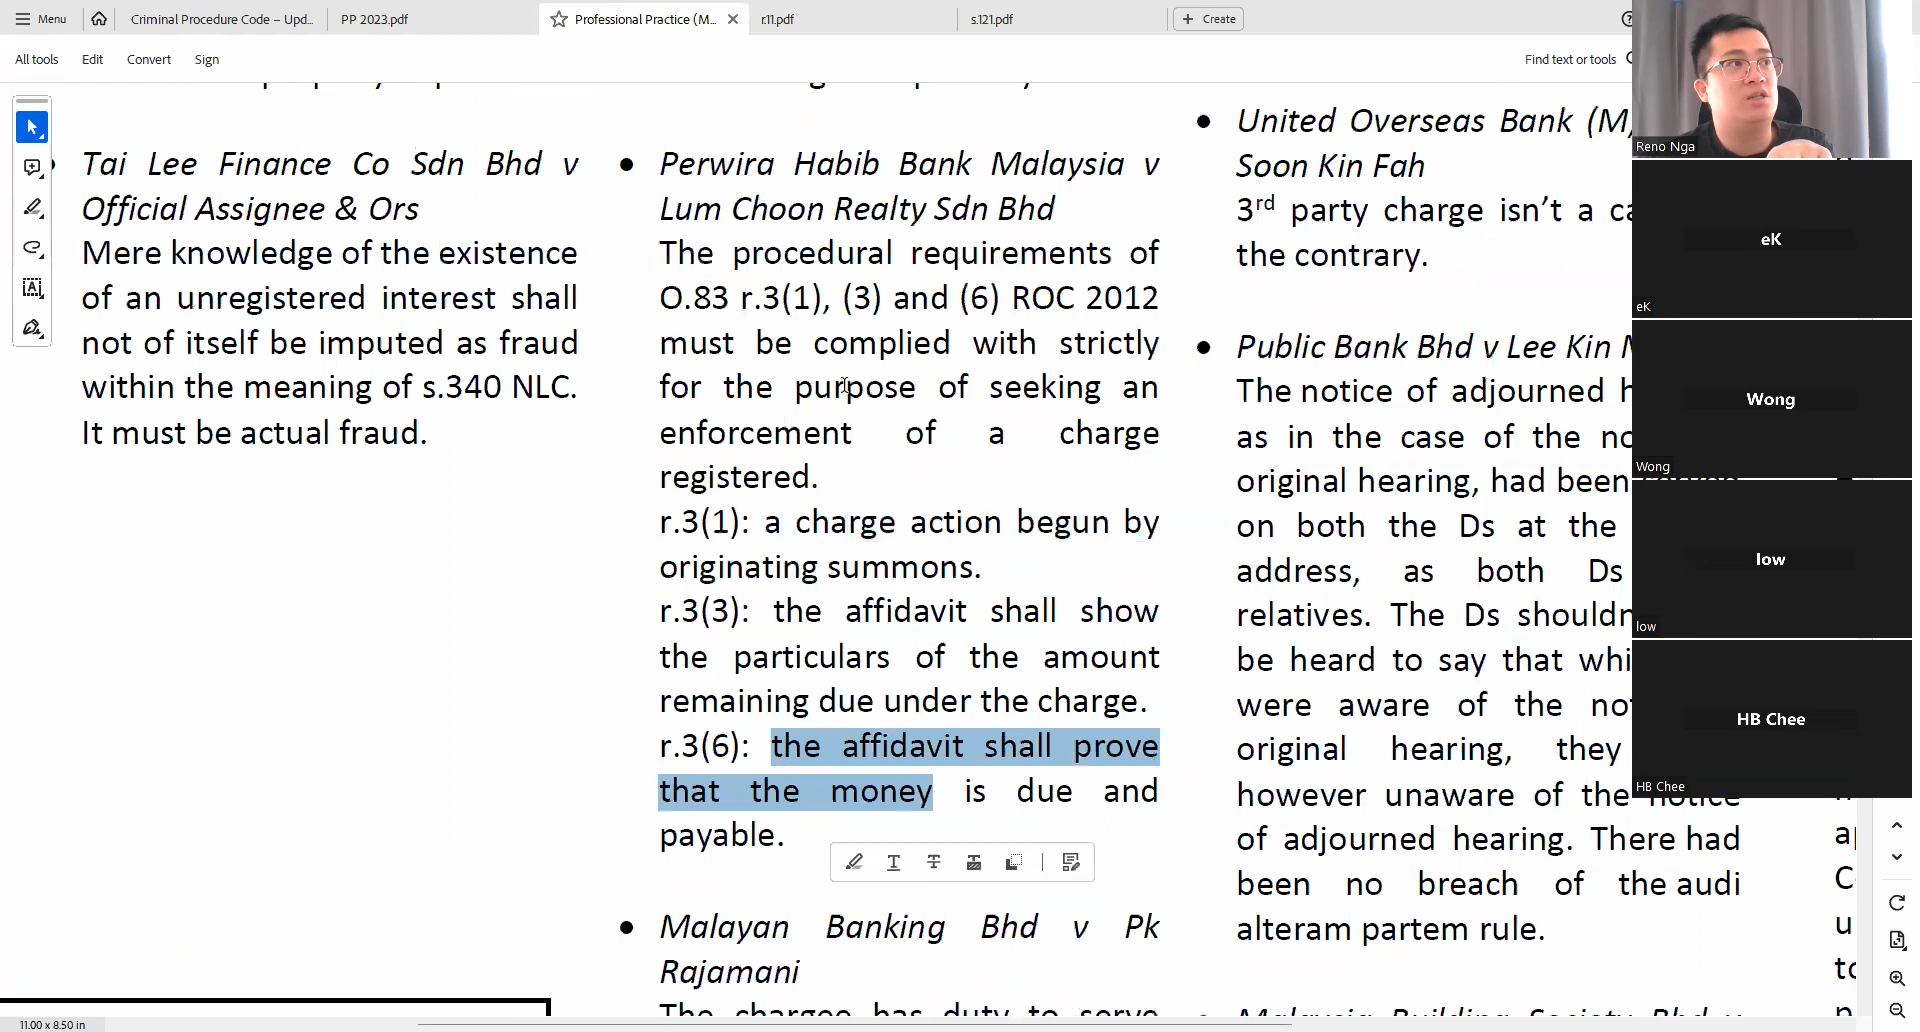 Menu
Criminal Procedure Code – Upd...
PP 2023.pdf
Professional Practice (M...
r.11.pdf
s.121.pdf
Create
All tools
Edit
Convert
Sign
Find text or tools
Tai Lee Finance Co Sdn Bhd v
Official Assignee & Ors
Mere knowledge of the existence
of an unregistered interest shall
not of itself be imputed as fraud
within the meaning of s.340 NLC.
It must be actual fraud.
Perwira Habib Bank Malaysia v
Lum Choon Realty Sdn Bhd
The procedural requirements of
O.83 r.3(1), (3) and (6) ROC 2012
must be complied with strictly
for the purpose of seeking an
enforcement of a charge
registered.
r.3(1): a charge action begun by
originating summons.
r.3(3): the affidavit shall show
the particulars of the amount
remaining due under the charge.
r.3(6): the affidavit shall prove
that the money is due and
payable.
Malayan Banking Bhd v Pk
Rajamani
The chargee has duty to serve
United Overseas Bank (M)
Soon Kin Fah
3rd party charge isn't a
the contrary.
Public Bank Bhd v Lee Kin
The notice of adjourned
as in the case of the
original hearing, had been
on both the Ds at the
address, as both Ds
relatives. The Ds
be heard to say that
were aware of the
original hearing, they
however unaware of the notice
of adjourned hearing. There had
been no breach of the audi
alteram partem rule.
Malaysia Building Society Bhd v
Reno Nga
eK
eK
Wong
Wong
low
low
HB Chee
HB Chee
11.00 x 8.50 in